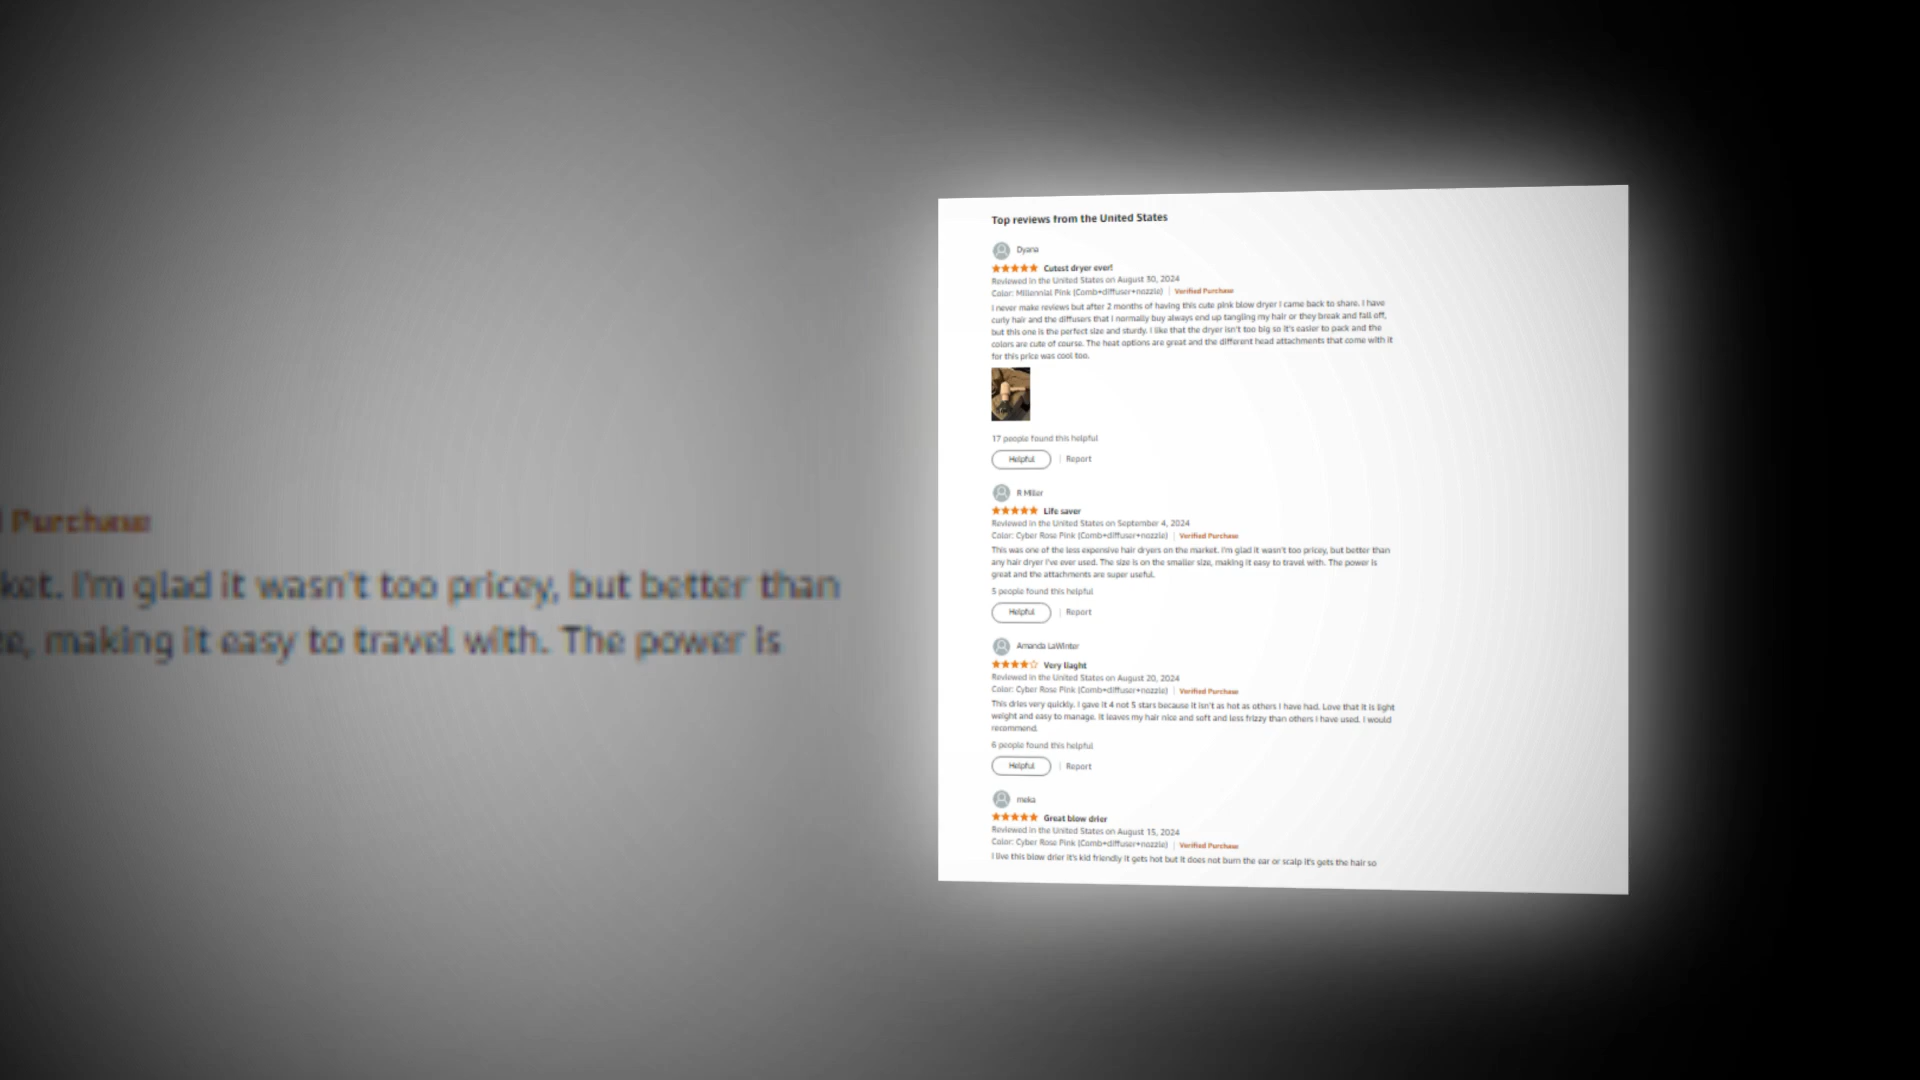 Purchase
ket. I'm glad it wasn't too pricey, but better than
ze, making it easy to travel with. The power is
Top reviews from the United States
Dyana
Cutest dryer ever!
Reviewed in the United States on August 30, 2024
Color: Millennial Pink (Comb+diffuser+nozzle) | Verified Purchase
I never make reviews but after 2 months of having this cute pink blow dryer I came back to share. I have
curly hair and the diffusers that I normally buy always end up tangling my hair or they break and fall off,
but this one is the perfect size and sturdy. I like that the dryer isn't too big so it's easier to pack and the
colors are cute of course. The heat options are great and the different head attachments that come with it
for this price was cool too.
17 people found this helpful
Helpful | Report
R Miller
Life saver
Reviewed in the United States on September 4, 2024
Color: Cyber Rose Pink (Comb+diffuser+nozzle) | Verified Purchase
This was one of the less expensive hair dryers on the market. I'm glad it wasn't too pricey, but better than
any hair dryer I've ever used. The size is on the smaller size, making it easy to travel with. The power is
great and the attachments are super useful.
5 people found this helpful
Helpful | Report
Amanda LaWinter
Very liaght
Reviewed in the United States on August 20, 2024
Color: Cyber Rose Pink (Comb+diffuser+nozzle) | Verified Purchase
This dries very quickly. I gave it 4 not 5 stars because it isn't as hot as others I have had. Love that it is light
weight and easy to manage. It leaves my hair nice and soft and less frizzy than others I have used. I would
recommend.
6 people found this helpful
Helpful | Report
meka
Great blow drier
Reviewed in the United States on August 15, 2024
Color: Cyber Rose Pink (Comb+diffuser+nozzle) | Verified Purchase
I live this blow drier it's kid friendly it gets hot but it does not burn the ear or scalp it's gets the hair so